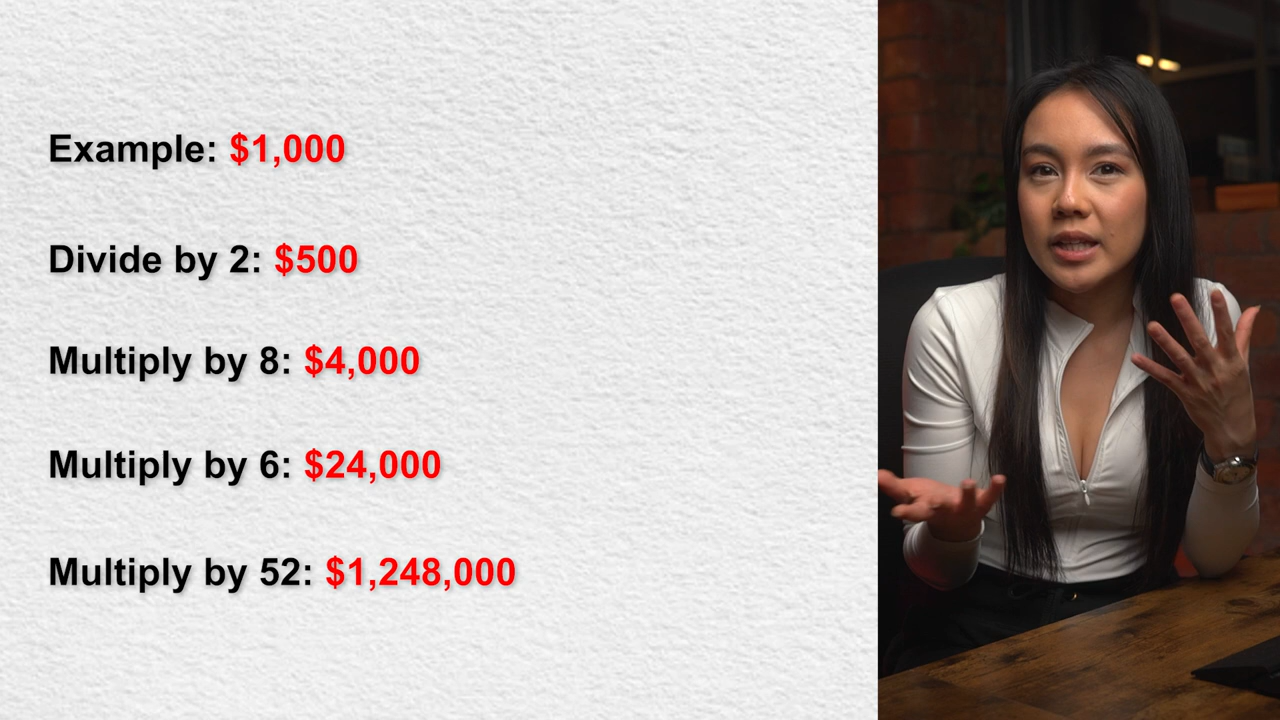 Example: $1,000
Divide by 2: $500
Multiply by 8: $4,000
Multiply by 6: $24,000
Multiply by 52: $1,248,000